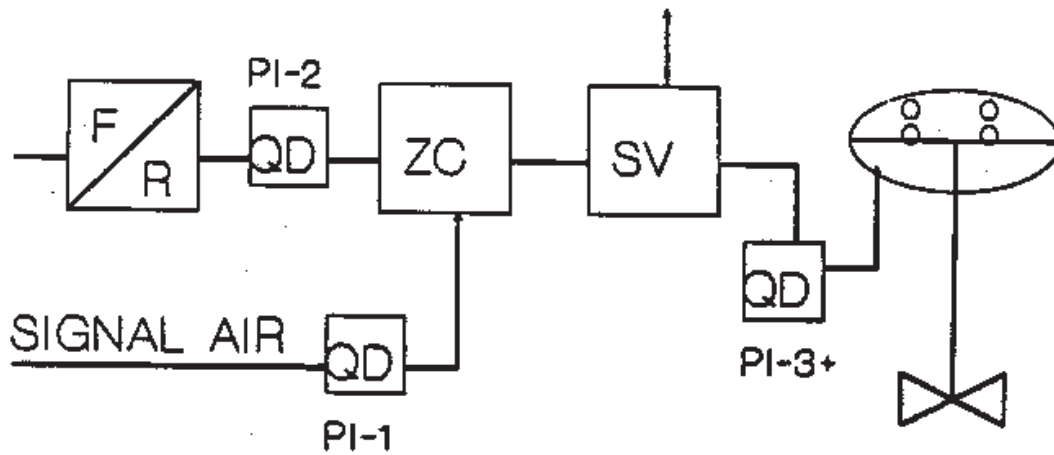 PI-2
F
R
QD
ZC
SV
QD
PI-3+
SIGNAL AIR
QD
PI-1